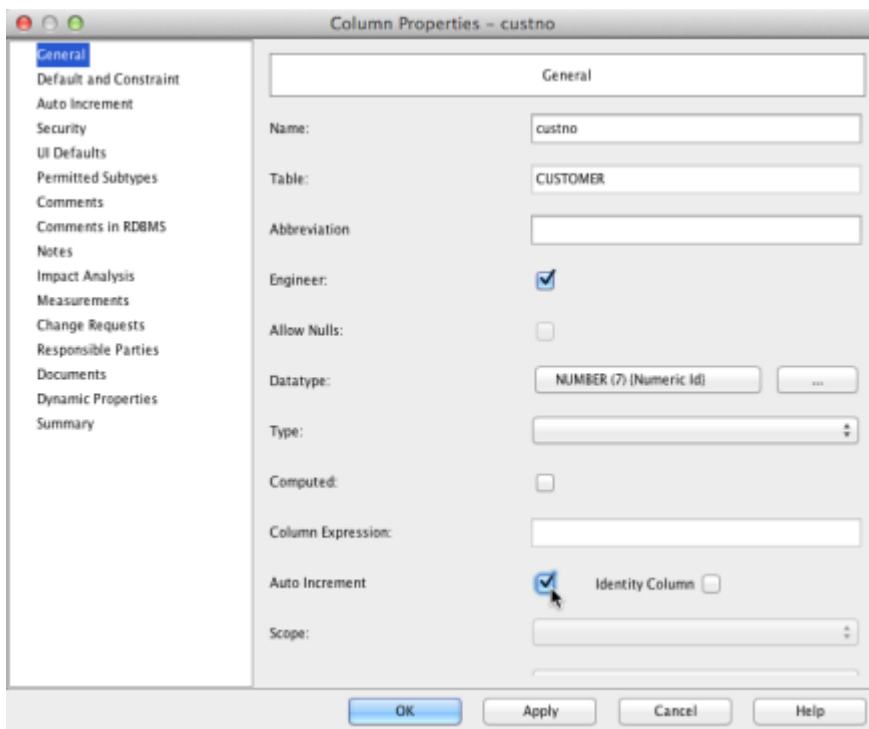 Column Properties - custno
General
Default and Constraint
Auto Increment
Security
UI Defaults
Permitted Subtypes
Comments
Comments in RDBMS
Notes
Impact Analysis
Measurements
Change Requests
Responsible Parties
Documents
Dynamic Properties
Summary
General
Name: custno
Table: CUSTOMER
Abbreviation
Engineer:
Allow Nulls:
Datatype: NUMBER (7) (Numeric Id) ...
Type:
Computed:
Column Expression:
Auto Increment Identity Column
Scope:
OK Apply Cancel Help